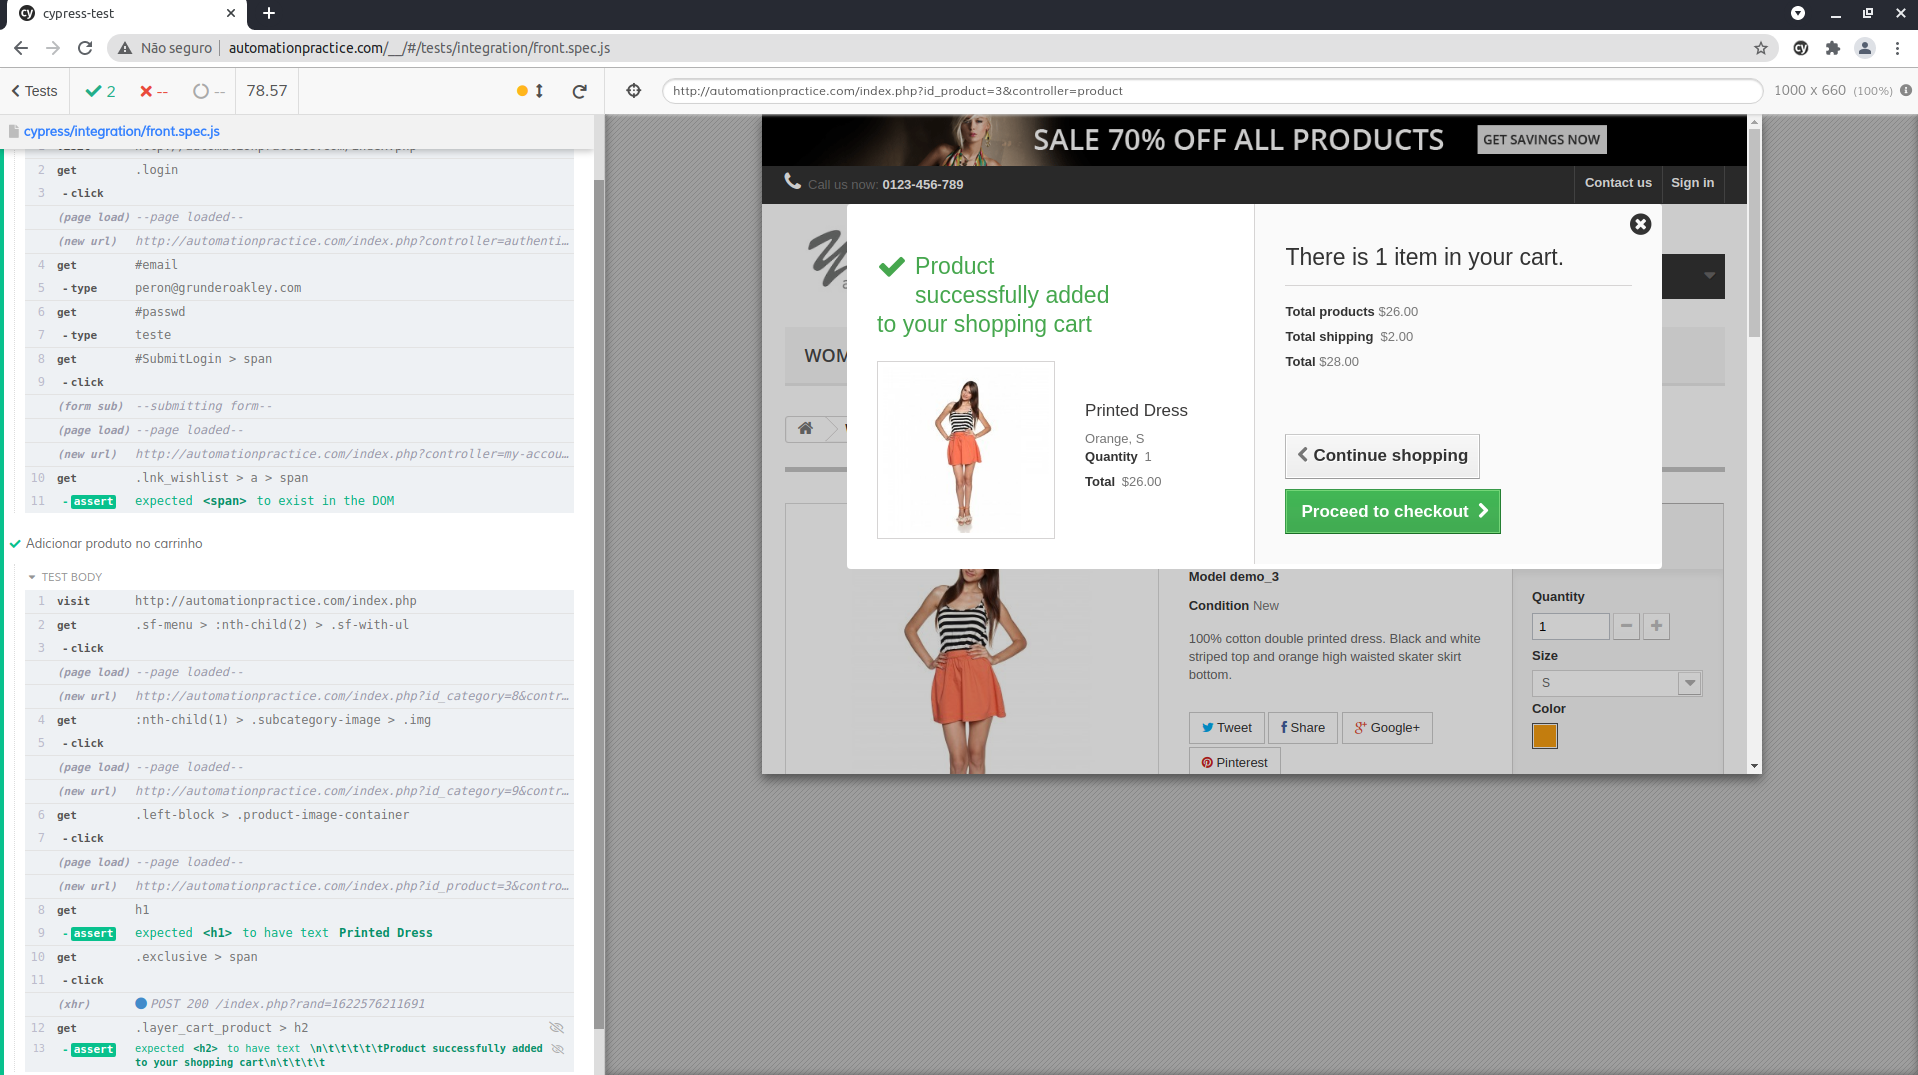 cypress-test
Não seguro automationpractice.com/__/#/tests/integration/front.spec.js
Tests 2 -- -- 78.57
http://automationpractice.com/index.php?id_product=3&controller=product
1000 x 660 (100%)
cypress/integration/front.spec.js
2 get .login
3 - click
(page load) --page loaded--
(new url) http://automationpractice.com/index.php?controller=authenti…
4 get #email
5 - type peron@grunderoakley.com
6 get #passwd
7 - type teste
8 get #SubmitLogin > span
9 - click
(form sub) --submitting form--
(page load) --page loaded--
(new url) http://automationpractice.com/index.php?controller=my-accou…
10 get .lnk_wishlist > a > span
11 - assert expected <span> to exist in the DOM
Adicionar produto no carrinho
TEST BODY
1 visit http://automationpractice.com/index.php
2 get .sf-menu > :nth-child(2) > .sf-with-ul
3 - click
(page load) --page loaded--
(new url) http://automationpractice.com/index.php?id_category=8&contr…
4 get :nth-child(1) > .subcategory-image > .img
5 - click
(page load) --page loaded--
(new url) http://automationpractice.com/index.php?id_category=9&contr…
6 get .left-block > .product-image-container
7 - click
(page load) --page loaded--
(new url) http://automationpractice.com/index.php?id_product=3&contro…
8 get h1
9 - assert expected <h1> to have text Printed Dress
10 get .exclusive > span
11 - click
(xhr) POST 200 /index.php?rand=1622576211691
12 get .layer_cart_product > h2
13 - assert expected <h2> to have text \n\t\t\t\t\tProduct successfully added
to your shopping cart\n\t\t\t\t
SALE 70% OFF ALL PRODUCTS GET SAVINGS NOW
Call us now: 0123-456-789
Contact us Sign in
WOM
Product
successfully added
to your shopping cart
Printed Dress
Orange, S
Quantity 1
Total $26.00
There is 1 item in your cart.
Total products $26.00
Total shipping $2.00
Total $28.00
Continue shopping
Proceed to checkout
Model demo_3
Condition New
100% cotton double printed dress. Black and white
striped top and orange high waisted skater skirt
bottom.
Tweet Share Google+
Pinterest
Quantity
1
Size
S
Color